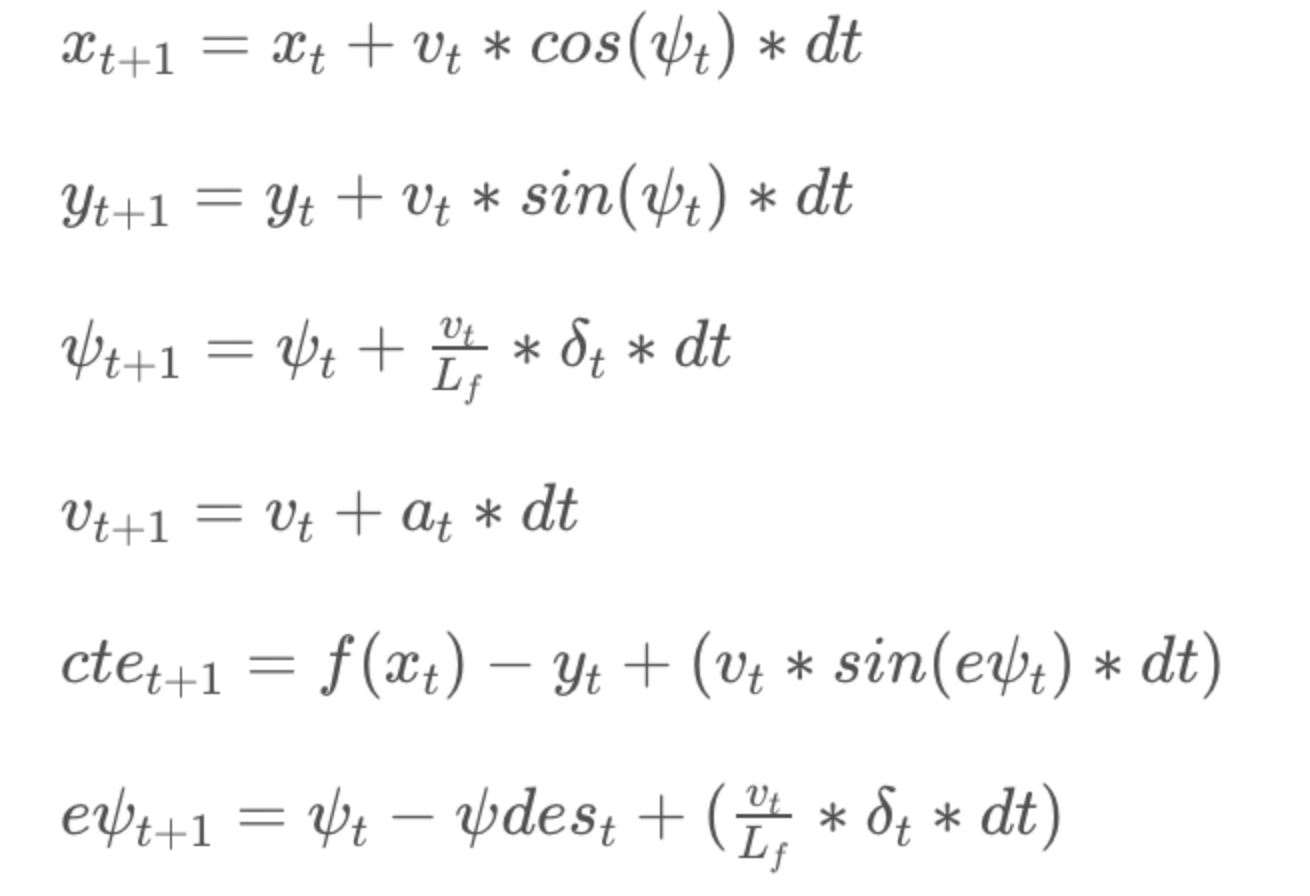 x_{t+1} = x_t + v_t * cos(ψ_t) * dt
y_{t+1} = y_t + v_t * sin(ψ_t) * dt
ψ_{t+1} = ψ_t + \frac{v_t}{L_f} * δ_t * dt
v_{t+1} = v_t + a_t * dt
cte_{t+1} = f(x_t) − y_t + (v_t * sin(eψ_t) * dt)
eψ_{t+1} = ψ_t − ψdes_t + (\frac{v_t}{L_f} * δ_t * dt)